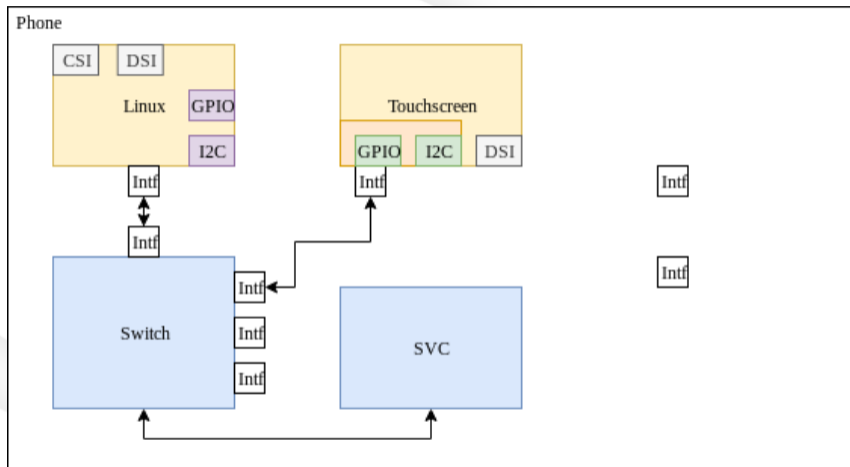 Phone
CSI
DSI
Linux
GPIO
I2C
Intf
Touchscreen
GPIO
I2C
DSI
Intf
Intf
Intf
Switch
Intf
Intf
Intf
SVC
Intf